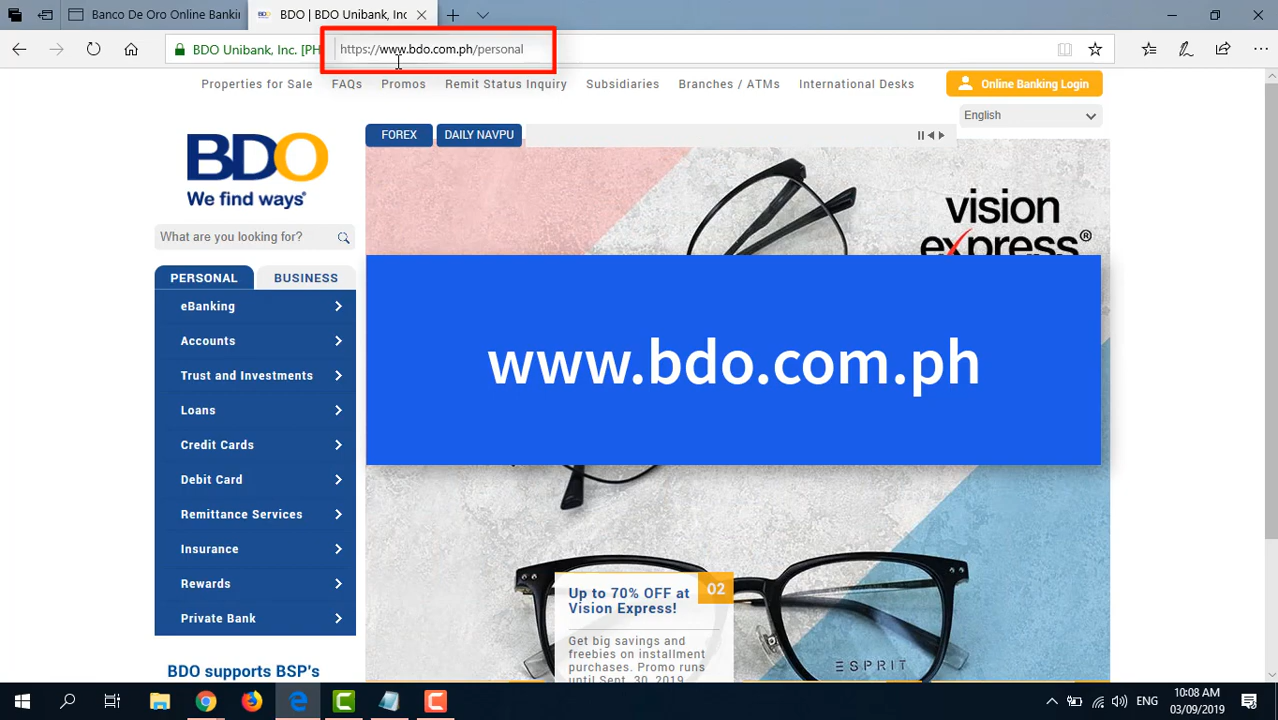 Banco De Oro Online Banki
BDO | BDO Unibank, Inc
BDO Unibank, Inc. [PH
https://www.bdo.com.ph/personal
Properties for Sale FAQs Promos Remit Status Inquiry Subsidiaries Branches / ATMs International Desks Online Banking Login
English
FOREX DAILY NAVPU
BDO
We find ways®
What are you looking for?
PERSONAL BUSINESS
eBanking
Accounts
Trust and Investments
Loans
Credit Cards
Debit Card
Remittance Services
Insurance
Rewards
Private Bank
BDO supports BSP's
vision
express®
www.bdo.com.ph
Up to 70% OFF at
Vision Express!
02
Get big savings and
freebies on installment
purchases. Promo runs
until Sept. 30, 2019
ESPRIT
ENG
10:08 AM
03/09/2019